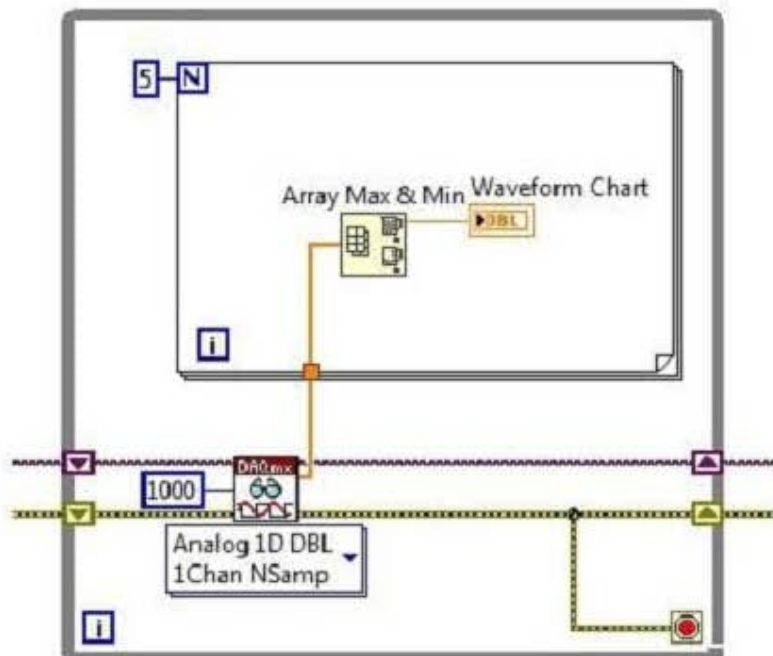 5 N
Array Max & Min Waveform Chart
DBL
i
DAQmx
1000
Analog 1D DBL
1Chan NSamp
i